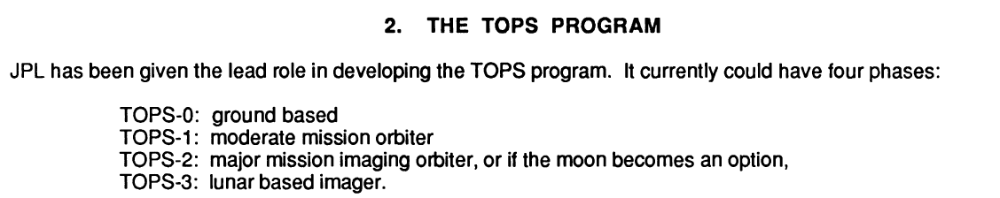 2. THE TOPS PROGRAM
JPL has been given the lead role in developing the TOPS program. It currently could have four phases:
TOPS-0: ground based
TOPS-1: moderate mission orbiter
TOPS-2: major mission imaging orbiter, or if the moon becomes an option,
TOPS-3: lunar based imager.